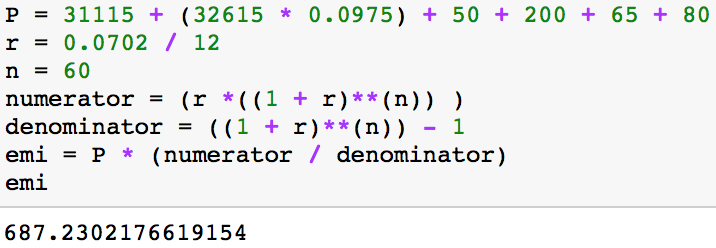 P = 31115 + (32615 * 0.0975) + 50 + 200 + 65 + 80
r = 0.0702 / 12
n = 60
numerator = (r *((1 + r)**(n)) )
denominator = ((1 + r)**(n)) - 1
emi = P * (numerator / denominator)
emi
687.2302176619154